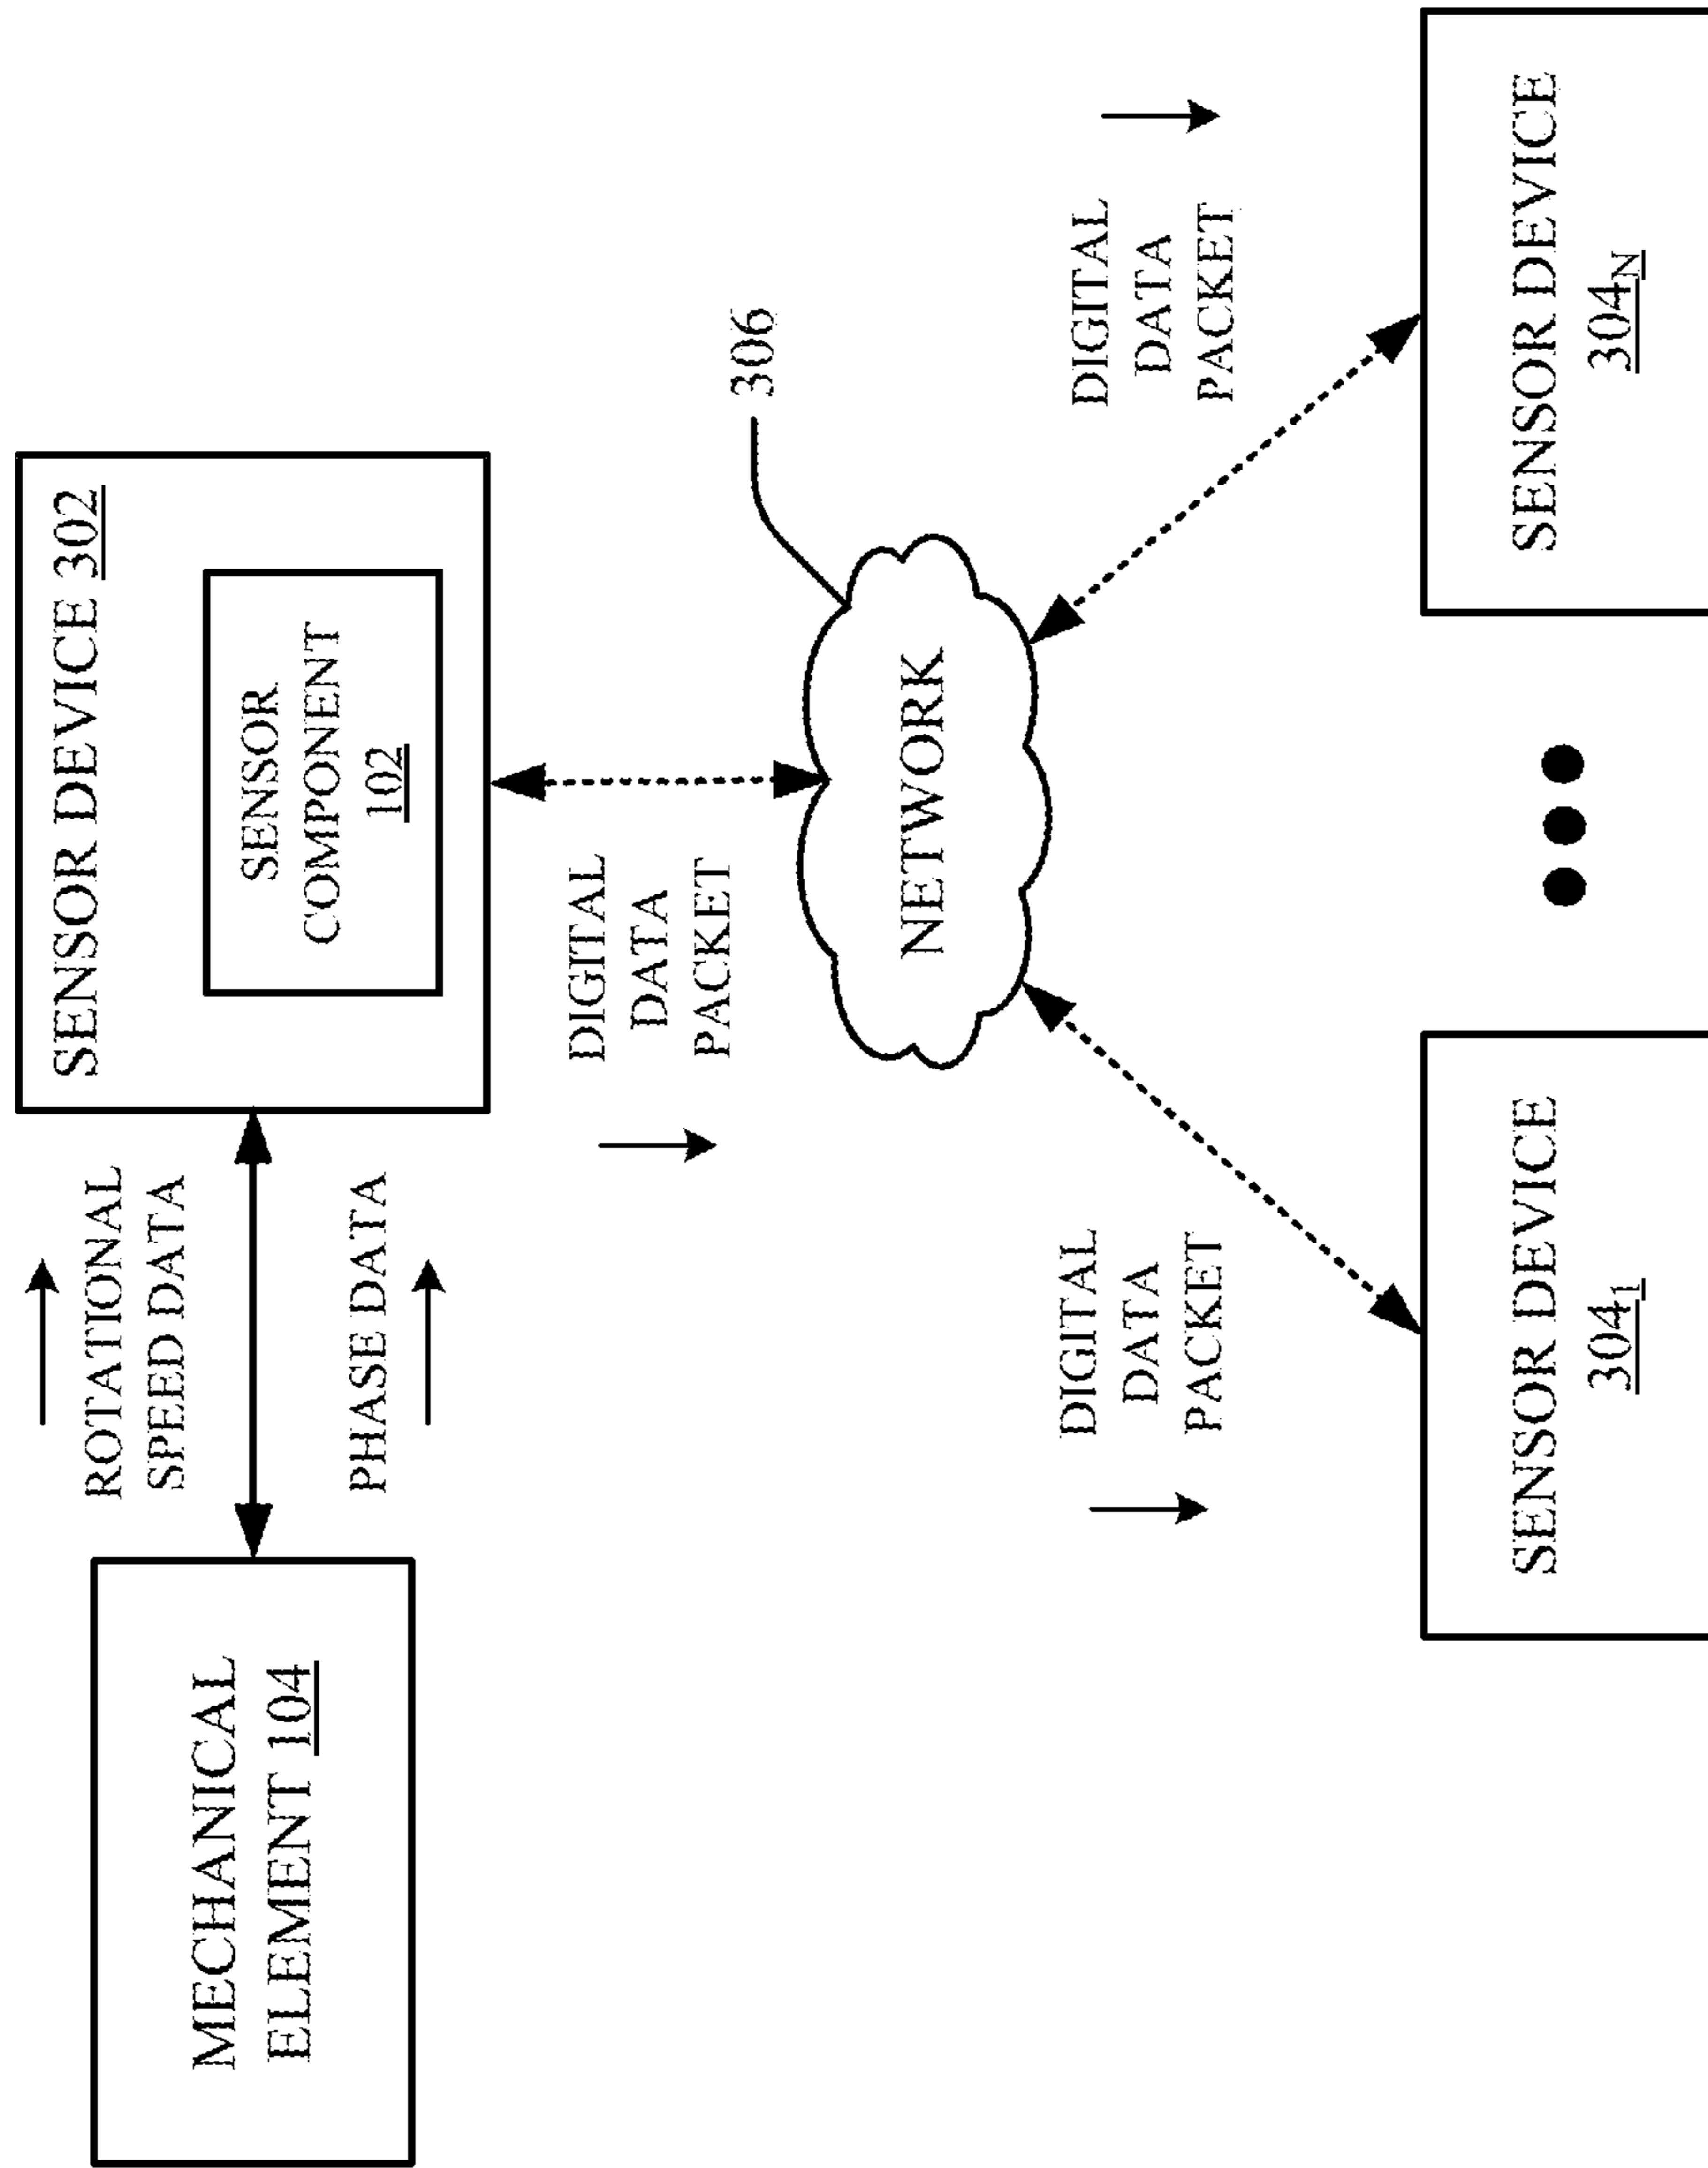 MECHANICAL
ELEMENT 104
ROTATIONAL
SPEED DATA
PHASE DATA
SENSOR DEVICE 302
SENSOR
COMPONENT
102
DIGITAL
DATA
PACKET
306
NETWORK
DIGITAL
DATA
PACKET
DIGITAL
DATA
PACKET
SENSOR DEVICE
304₁
SENSOR DEVICE
304N